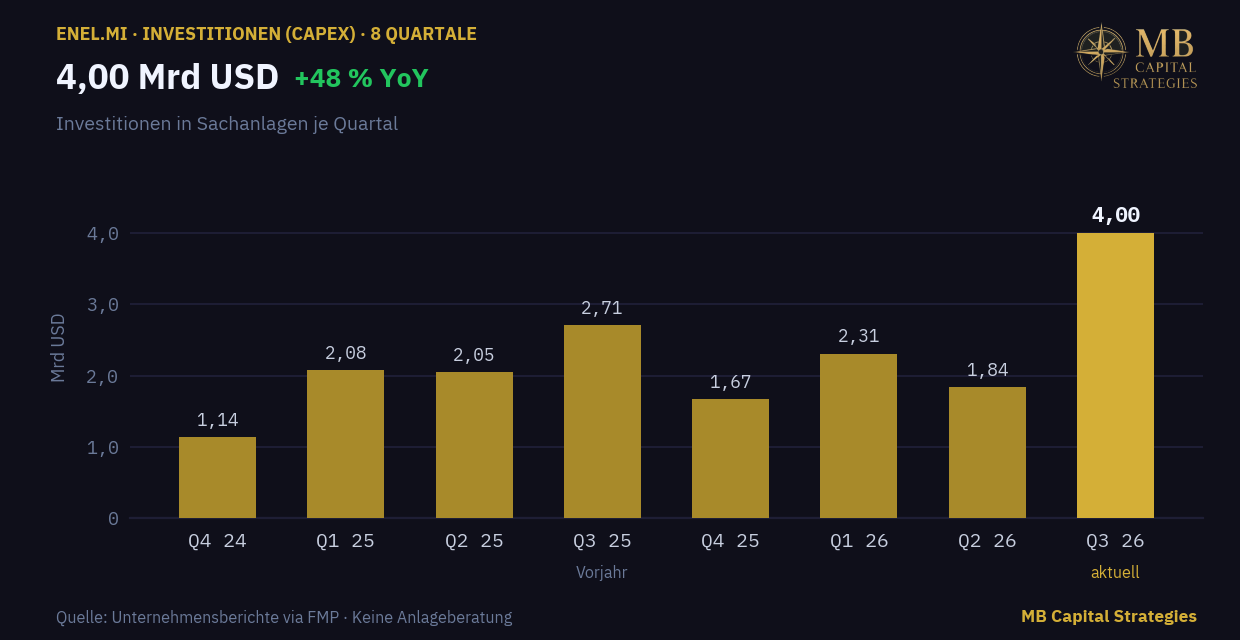 ENEL.MI · INVESTITIONEN (CAPEX) · 8 QUARTALE
4,00 Mrd USD +48 % YoY
Investitionen in Sachanlagen je Quartal
MB
CAPITAL
STRATEGIES
Mrd USD
4,0
3,0
2,0
1,0
0
1,14
2,08
2,05
2,71
1,67
2,31
1,84
4,00
Q4 24 Q1 25 Q2 25 Q3 25 Q4 25 Q1 26 Q2 26 Q3 26
Vorjahr aktuell
Quelle: Unternehmensberichte via FMP · Keine Anlageberatung
MB Capital Strategies